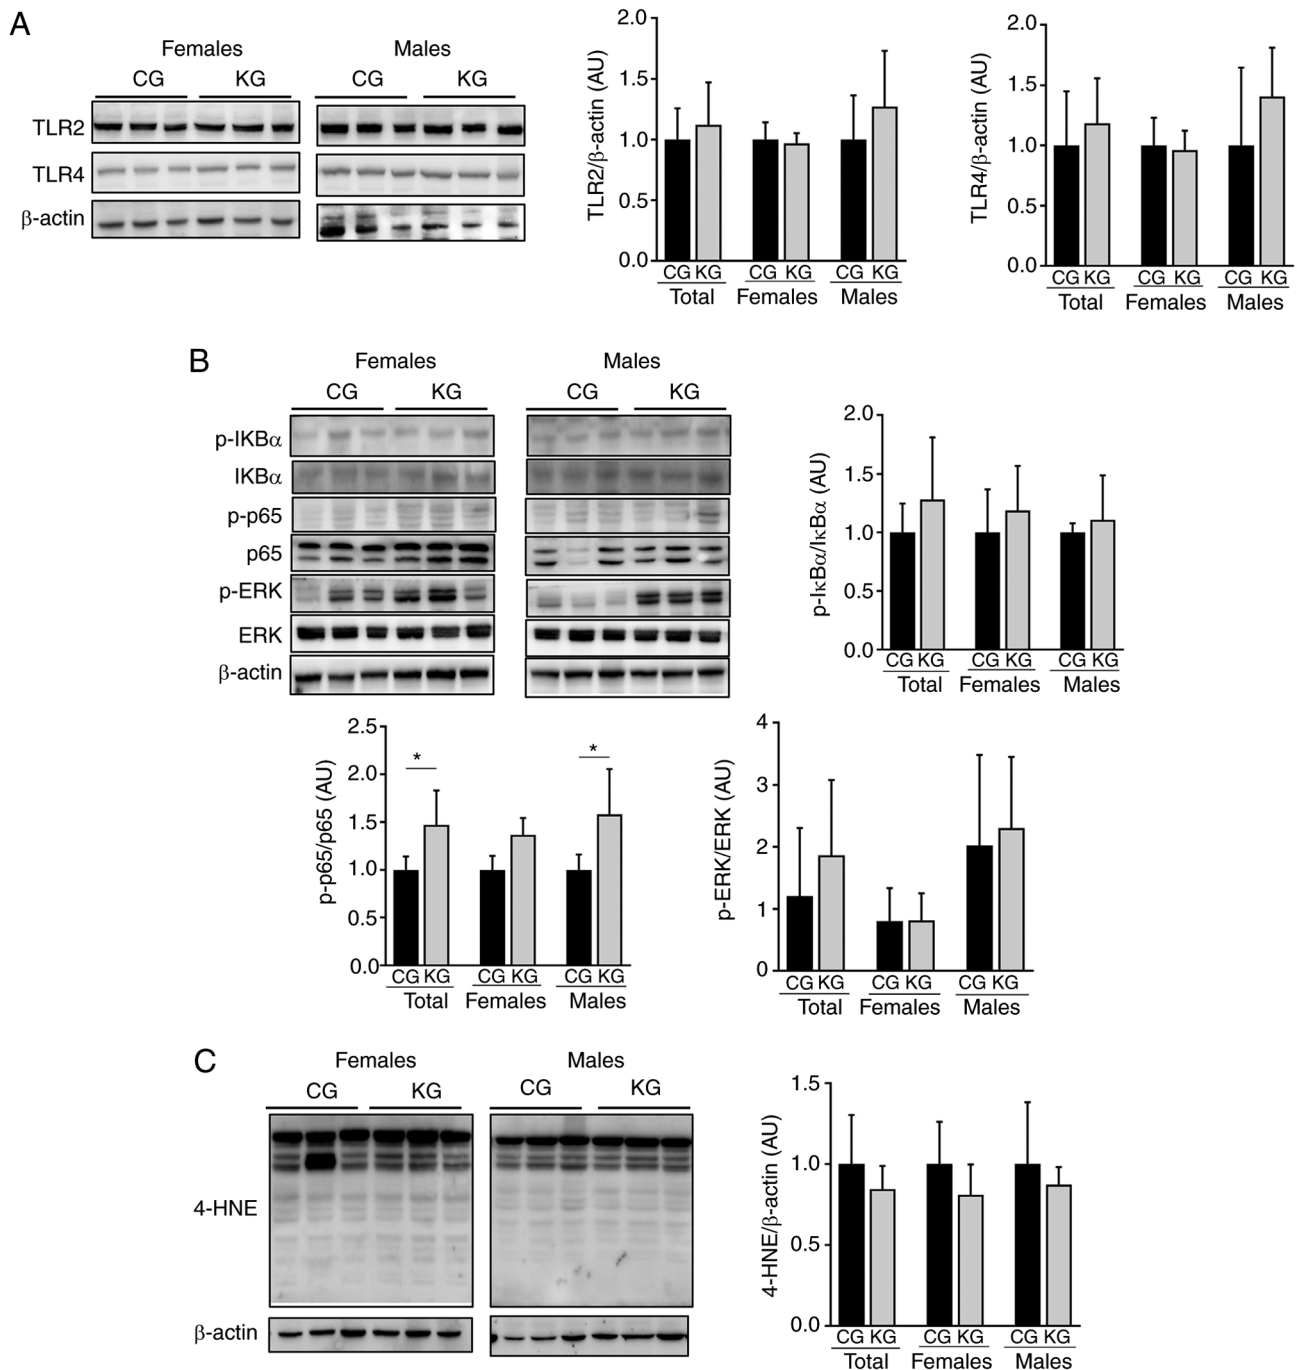 A
Females Males
CG KG CG KG
TLR2
TLR4
β-actin
TLR2/β-actin (AU)
2.0
1.5
1.0
0.5
0.0
CG KG CG KG CG KG
Total Females Males
TLR4/β-actin (AU)
2.0
1.5
1.0
0.5
0.0
CG KG CG KG CG KG
Total Females Males
B
Females Males
CG KG CG KG
p-IKBα
IKBα
p-p65
p65
p-ERK
ERK
β-actin
p-IκBα/IκBα (AU)
2.0
1.5
1.0
0.5
0.0
CG KG CG KG CG KG
Total Females Males
p-p65/p65 (AU)
2.5
2.0
1.5
1.0
0.5
0.0
* *
CG KG CG KG CG KG
Total Females Males
p-ERK/ERK (AU)
4
3
2
1
0
CG KG CG KG CG KG
Total Females Males
C
Females Males
CG KG CG KG
4-HNE
β-actin
4-HNE/β-actin (AU)
1.5
1.0
0.5
0.0
CG KG CG KG CG KG
Total Females Males